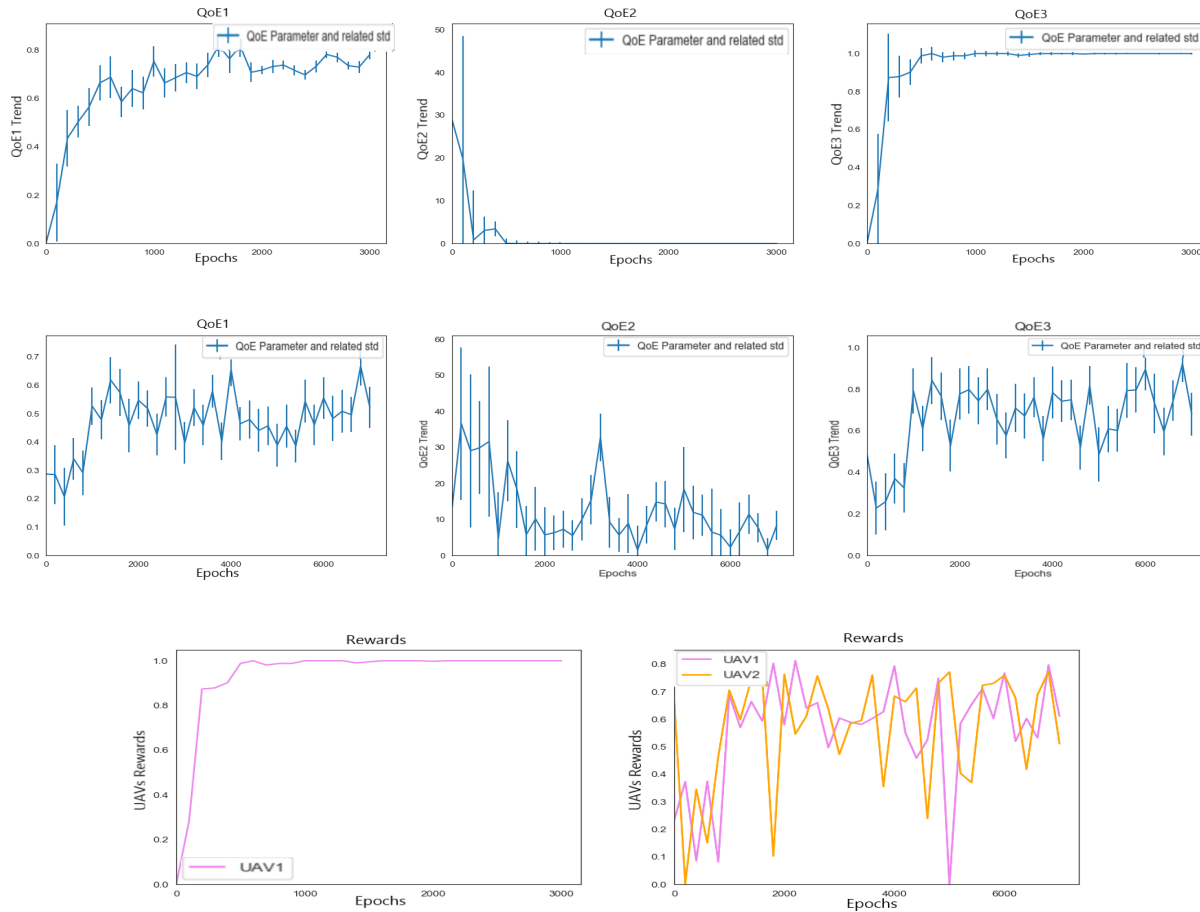 QoE1
QoE Parameter and related std
QoE1 Trend
0.8
0.6
0.4
0.2
0.0
0
1000
2000
3000
Epochs
QoE2
QoE Parameter and related std
QoE2 Trend
50
40
30
20
10
0
0
1000
2000
3000
Epochs
QoE3
QoE Parameter and related std
QoE3 Trend
1.0
0.8
0.6
0.4
0.2
0.0
0
1000
2000
3000
Epochs
QoE1
QoE Parameter and related std
QoE1 Trend
0.7
0.6
0.5
0.4
0.3
0.2
0.1
0.0
0
2000
4000
6000
Epochs
QoE2
QoE Parameter and related std
QoE2 Trend
60
50
40
30
20
10
0
0
2000
4000
6000
Epochs
QoE3
QoE Parameter and related std
QoE3 Trend
1.0
0.8
0.6
0.4
0.2
0.0
0
2000
4000
6000
Epochs
Rewards
UAVs Rewards
1.0
0.8
0.6
0.4
0.2
0.0
UAV1
0
1000
2000
3000
Epochs
Rewards
UAV1
UAV2
UAVs Rewards
0.8
0.7
0.6
0.5
0.4
0.3
0.2
0.1
0.0
0
2000
4000
6000
Epochs